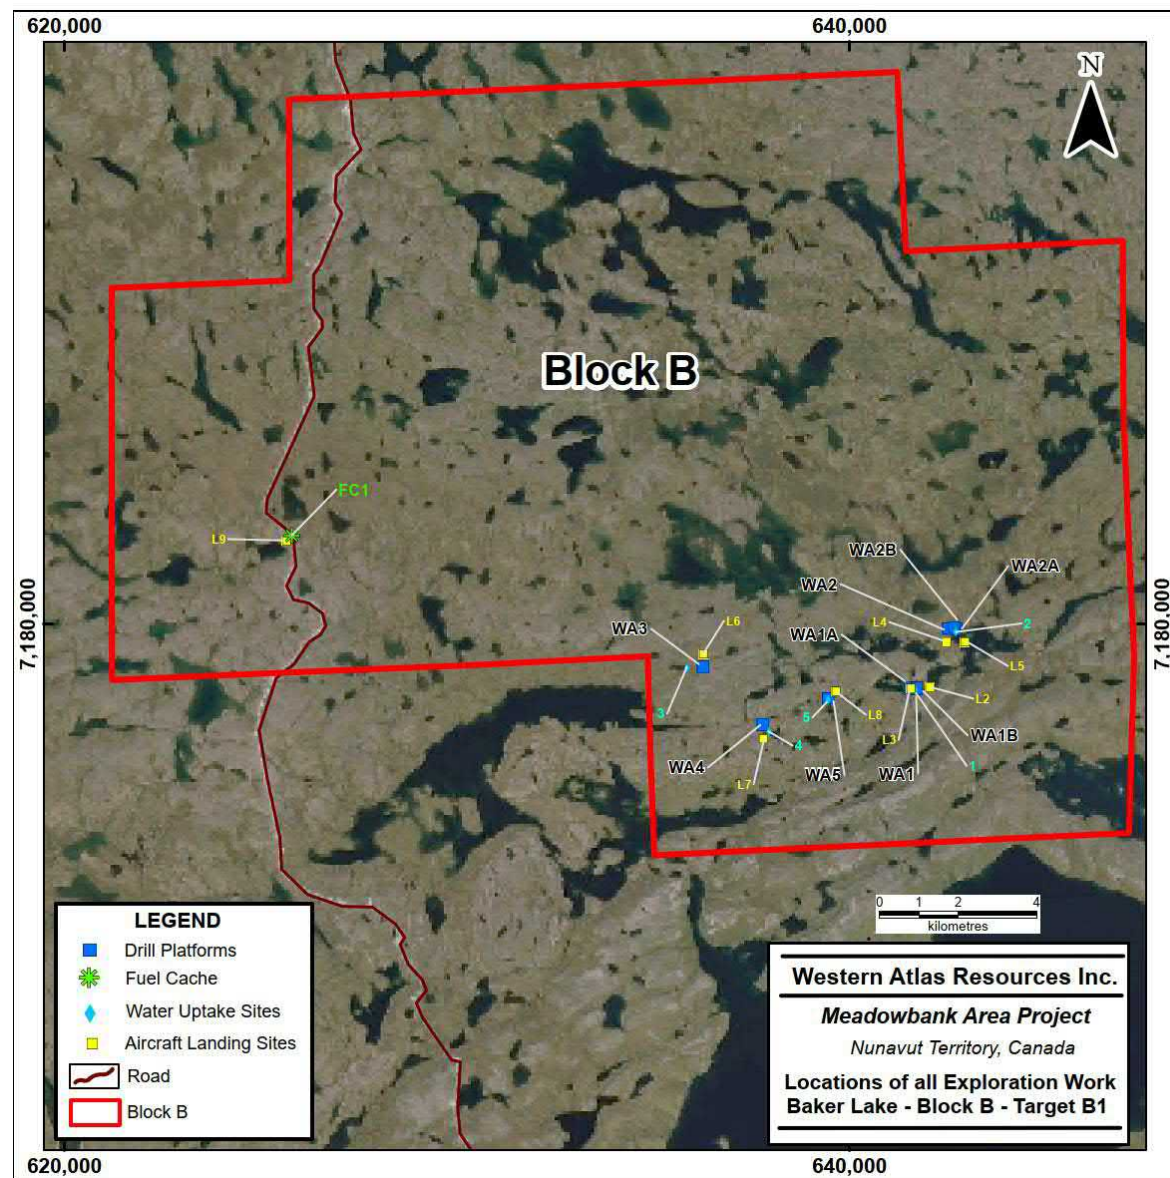 620,000
640,000
N
Block B
FC1
L9
WA2B
WA2A
WA2
7,180,000
7,180,000
L6
L4
2
WA3
WA1A
L5
L2
3
5
L8
L3
WA1B
4
WA4
L7
WA5
WA1
1
LEGEND
Drill Platforms
Fuel Cache
Water Uptake Sites
Aircraft Landing Sites
Road
Block B
0 1 2 4
kilometres
Western Atlas Resources Inc.
Meadowbank Area Project
Nunavut Territory, Canada
Locations of all Exploration Work
Baker Lake - Block B - Target B1
620,000
640,000